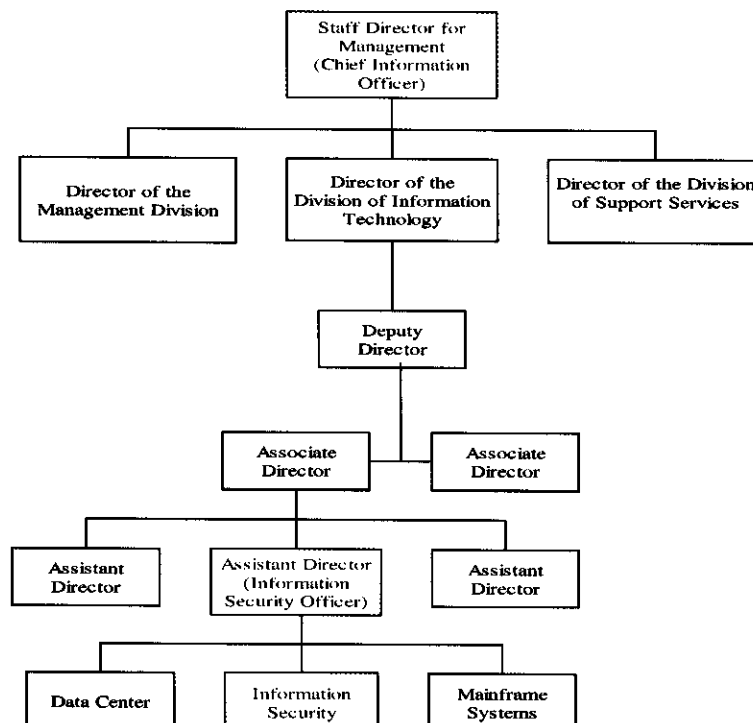 Staff Director for
Management
(Chief Information
Officer)
Director of the
Management Division
Director of the
Division of Information
Technology
Director of the Division
of Support Services
Deputy
Director
Associate
Director
Associate
Director
Assistant
Director
Assistant Director
(Information
Security Officer)
Assistant
Director
Data Center
Information
Security
Mainframe
Systems